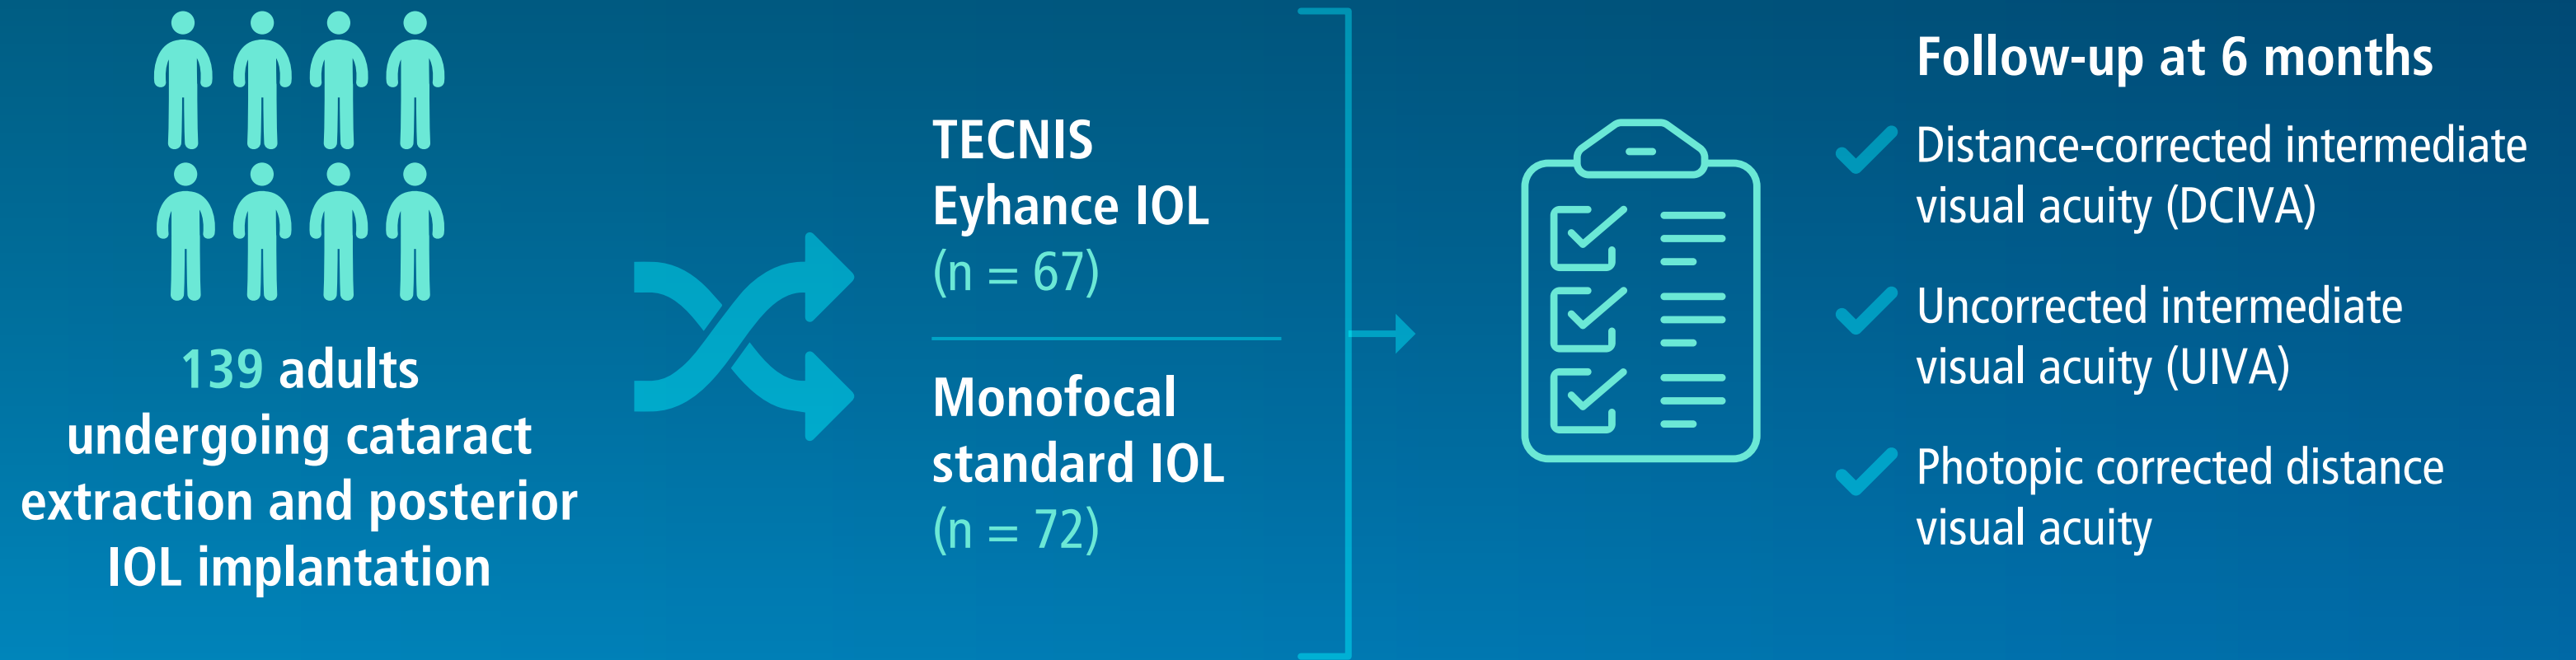 139 adults
undergoing cataract
extraction and posterior
IOL implantation
TECNIS
Eyhance IOL
(n = 67)
Monofocal
standard IOL
(n = 72)
Follow-up at 6 months
Distance-corrected intermediate
visual acuity (DCIVA)
Uncorrected intermediate
visual acuity (UIVA)
Photopic corrected distance
visual acuity